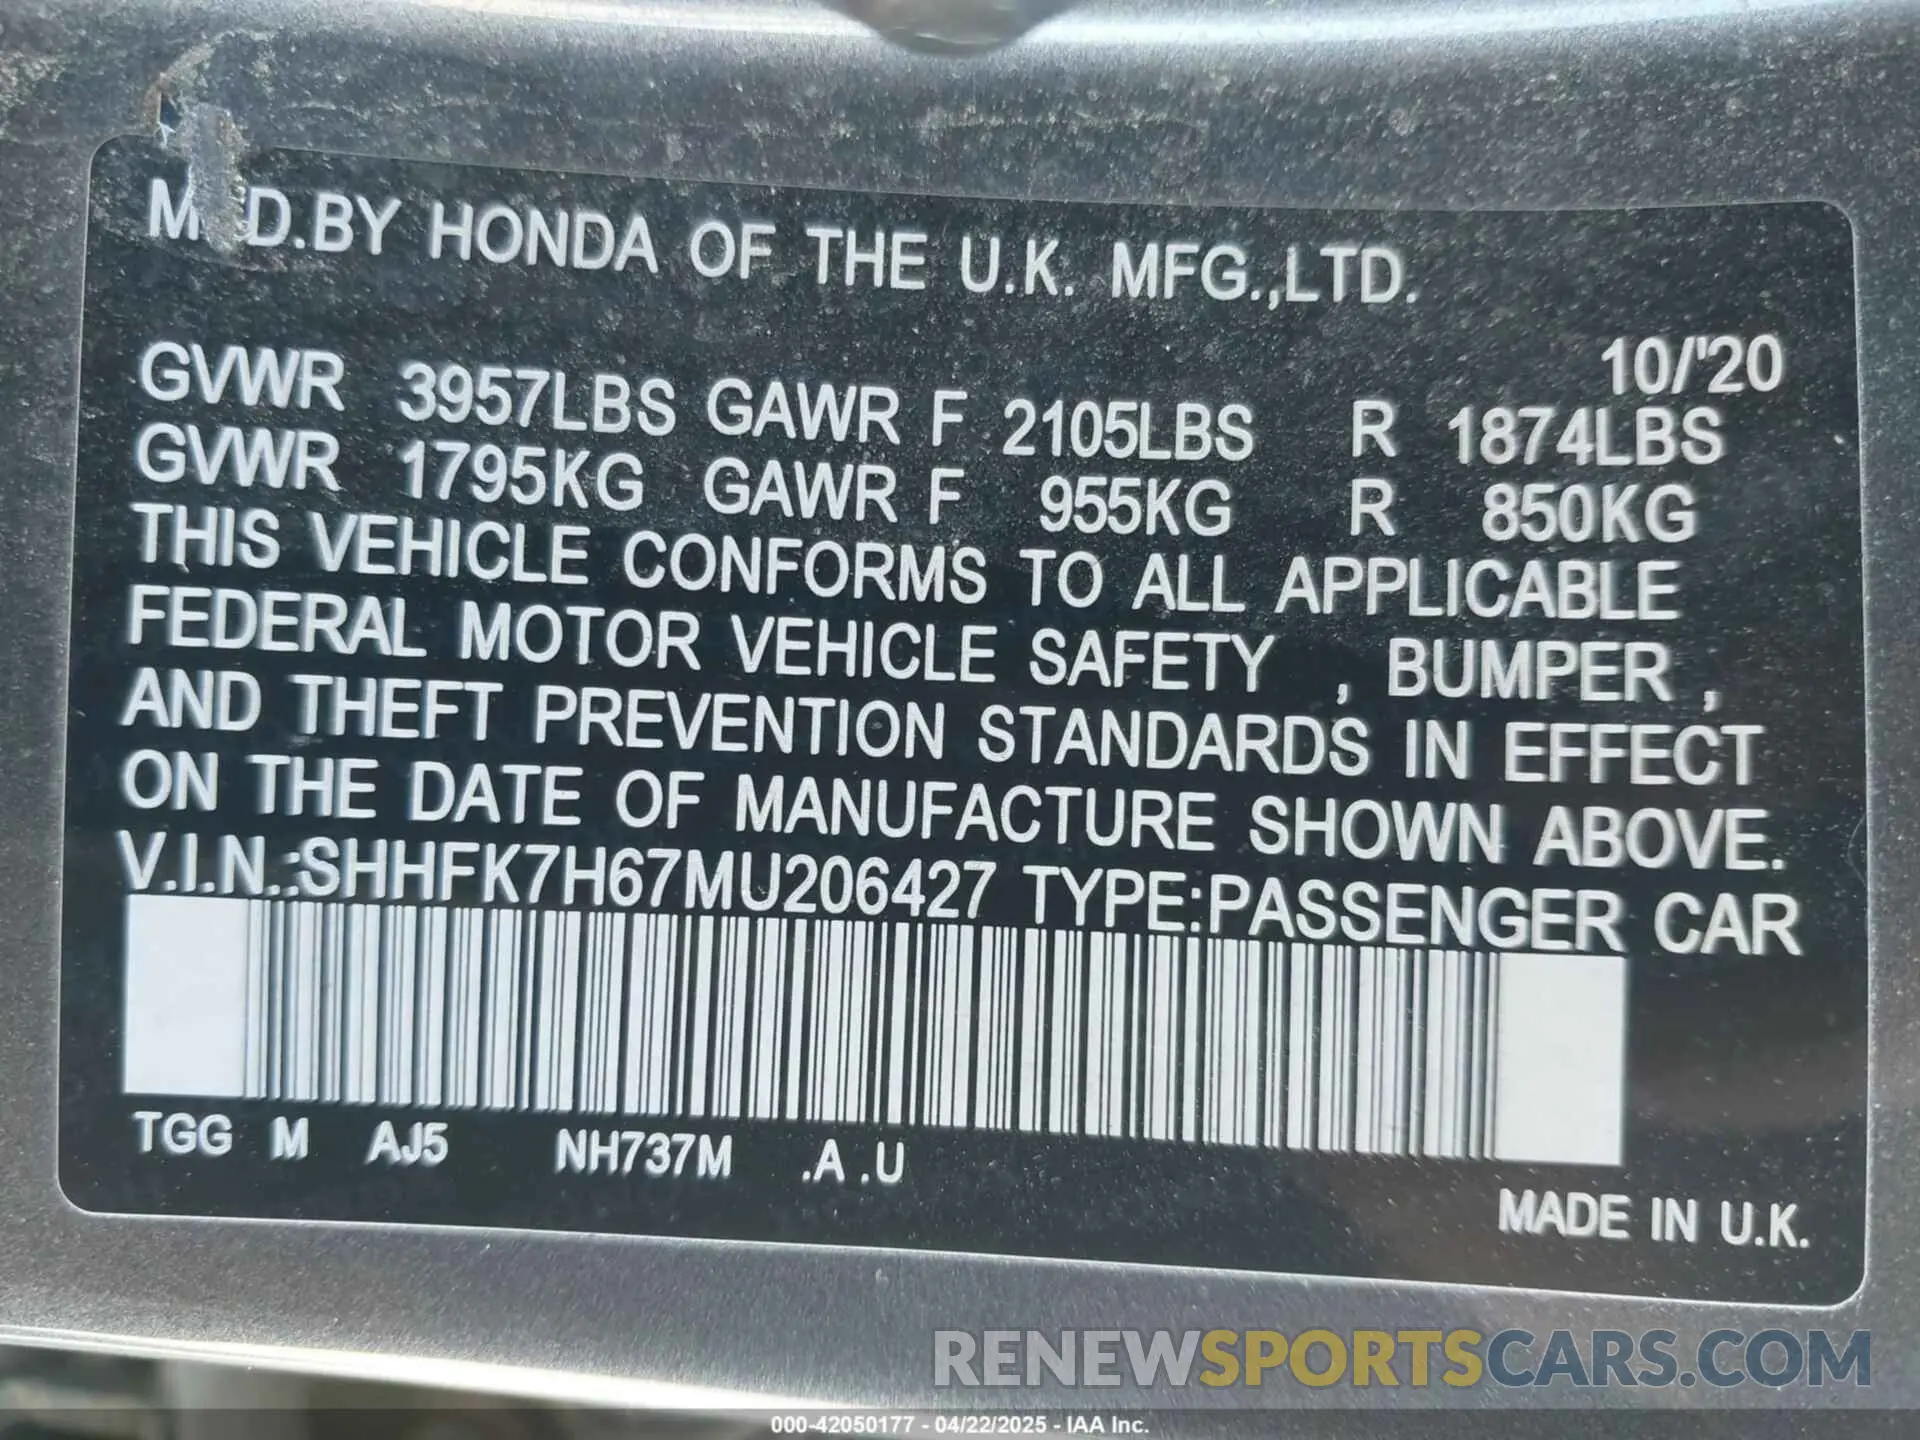 MFD.BY HONDA OF THE U.K. MFG.,LTD.
10/'20
GVWR 3957LBS GAWR F 2105LBS R 1874LBS
GVWR 1795KG GAWR F 955KG R 850KG
THIS VEHICLE CONFORMS TO ALL APPLICABLE
FEDERAL MOTOR VEHICLE SAFETY , BUMPER ,
AND THEFT PREVENTION STANDARDS IN EFFECT
ON THE DATE OF MANUFACTURE SHOWN ABOVE.
V.I.N.:SHHFK7H67MU206427 TYPE:PASSENGER CAR
TGG M AJ5 NH737M .A .U
MADE IN U.K.
RENEWSPORTSCARS.COM
000-42050177 - 04/22/2025 - IAA Inc.